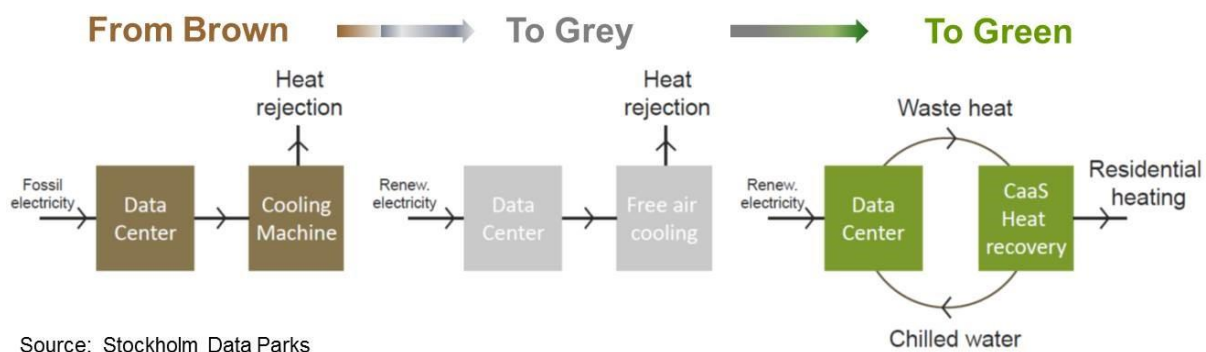 From Brown
To Grey
To Green
Heat
rejection
Fossil
electricity
Data
Center
Cooling
Machine
Heat
rejection
Renew.
electricity
Data
Center
Free air
cooling
Waste heat
Renew.
electricity
Data
Center
CaaS
Heat
recovery
Residential
heating
Chilled water
Source: Stockholm Data Parks